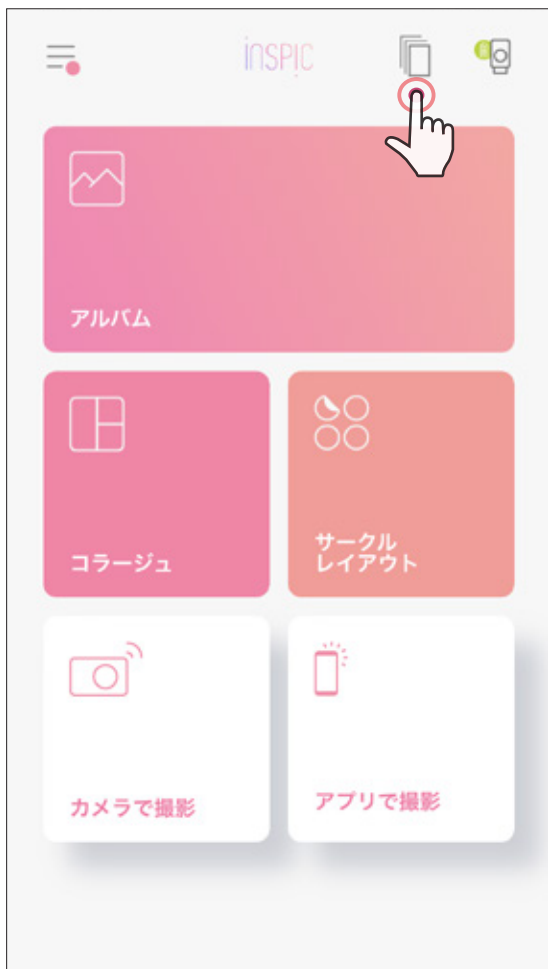 inspic
アルバム
コラージュ
サークル
レイアウト
カメラで撮影
アプリで撮影